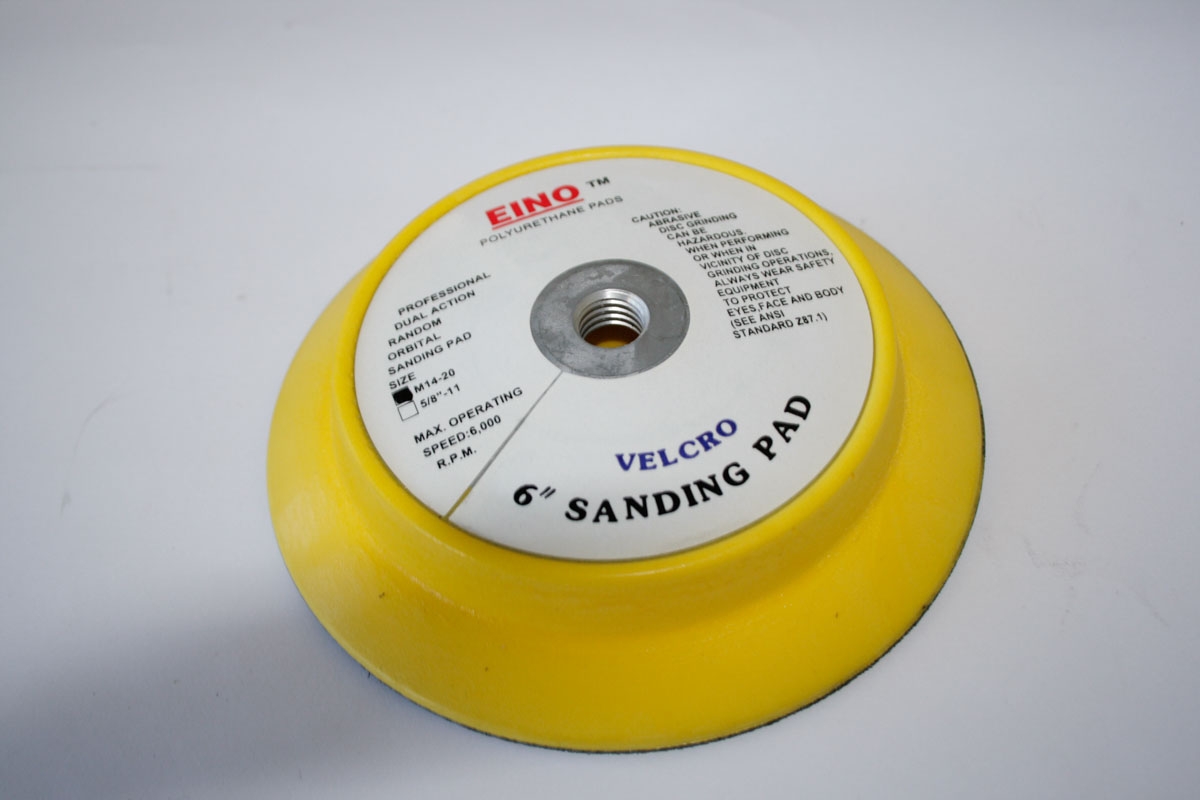 EINO ™
POLYURETHANE PADS
PROFESSIONAL
DUAL ACTION
RANDOM
ORBITAL
SANDING PAD
SIZE
M14-20
5/8"-11
MAX. OPERATING
SPEED:6,000
R.P.M.
CAUTION:
ABRASIVE
DISC GRINDING
CAN BE
HAZARDOUS.
WHEN PERFORMING
OR WHEN IN
VICINITY OF DISC
GRINDING OPERATIONS,
ALWAYS WEAR SAFETY
EQUIPMENT
TO PROTECT
EYES,FACE AND BODY
(SEE ANSI
STANDARD Z87.1)
VELCRO
6" SANDING PAD